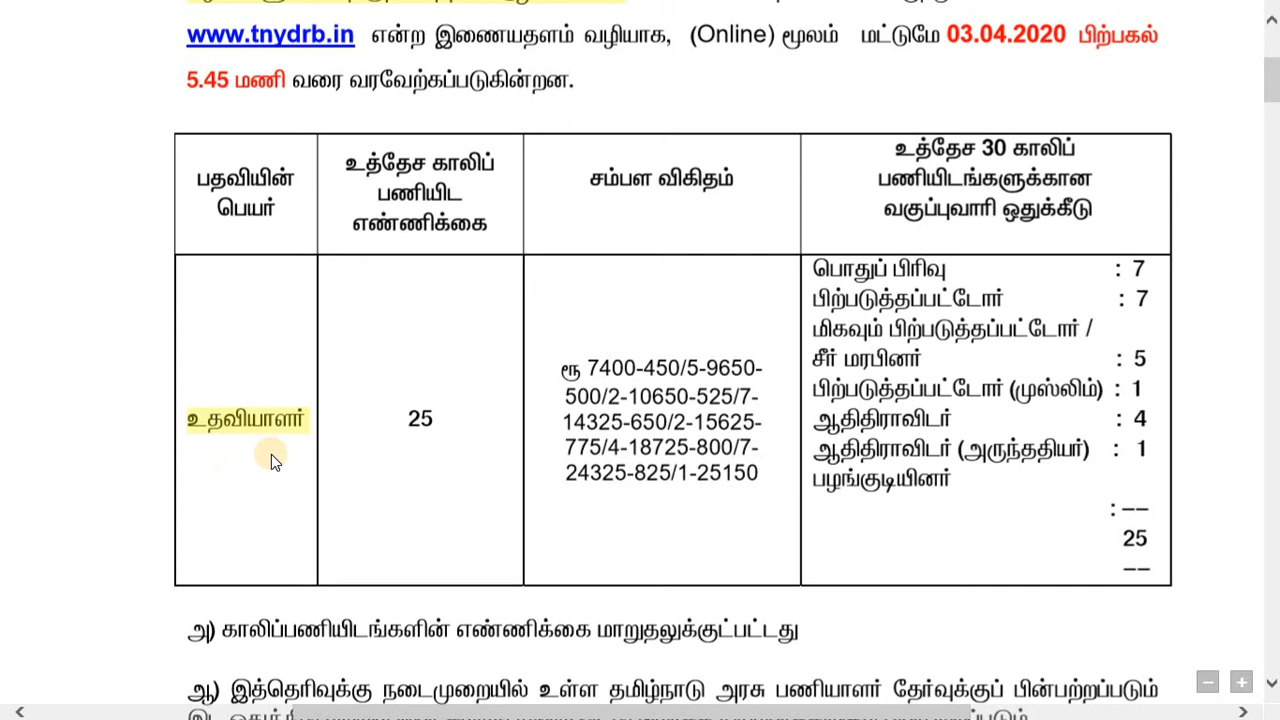 www.tnydrb.in என்ற இணையதளம் வழியாக, (Online) மூலம் மட்டுமே 03.04.2020 பிற்பகல்
5.45 மணி வரை வரவேற்கப்படுகின்றன.
பதவியின்
பெயர்
உத்தேச காலிப்
பணியிட
எண்ணிக்கை
சம்பள விகிதம்
உத்தேச 30 காலிப்
பணியிடங்களுக்கான
வகுப்புவாரி ஒதுக்கீடு
உதவியாளர்
25
ரூ 7400-450/5-9650-
500/2-10650-525/7-
14325-650/2-15625-
775/4-18725-800/7-
24325-825/1-25150
பொதுப் பிரிவு : 7
பிற்படுத்தப்பட்டோர் : 7
மிகவும் பிற்படுத்தப்பட்டோர் /
சீர் மரபினர் : 5
பிற்படுத்தப்பட்டோர் (முஸ்லிம்) : 1
ஆதிதிராவிடர் : 4
ஆதிதிராவிடர் (அருந்ததியர்) : 1
பழங்குடியினர்
: --
25
--
அ) காலிப்பணியிடங்களின் எண்ணிக்கை மாறுதலுக்குட்பட்டது
ஆ) இத்தெரிவுக்கு நடைமுறையில் உள்ள தமிழ்நாடு அரசு பணியாளர் தேர்வுக்குப் பின்பற்றப்படும்